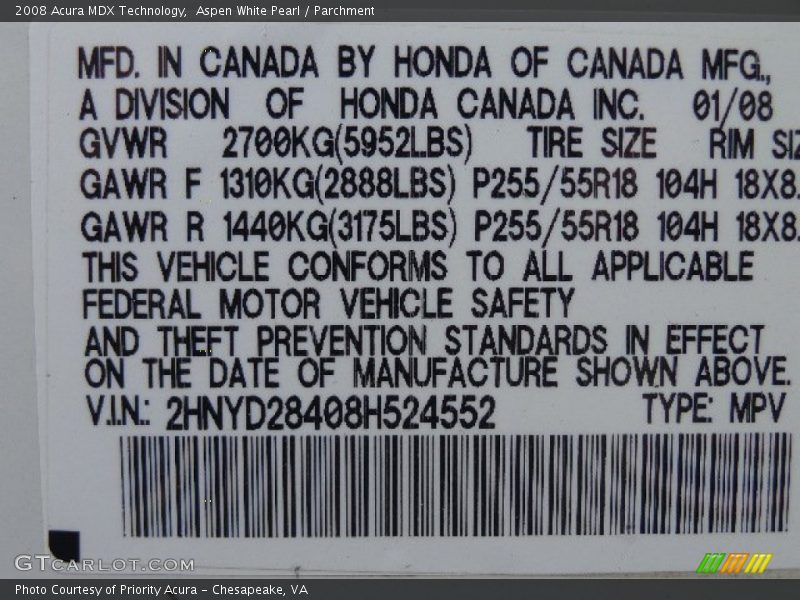 2008 Acura MDX Technology,  Aspen White Pearl / Parchment
MFD. IN CANADA BY HONDA OF CANADA MFG.,
A DIVISION OF HONDA CANADA INC. 01/08
GVWR 2700KG(5952LBS) TIRE SIZE RIM SIZ
GAWR F 1310KG(2888LBS) P255/55R18 104H 18X8.
GAWR R 1440KG(3175LBS) P255/55R18 104H 18X8.
THIS VEHICLE CONFORMS TO ALL APPLICABLE
FEDERAL MOTOR VEHICLE SAFETY
AND THEFT PREVENTION STANDARDS IN EFFECT
ON THE DATE OF MANUFACTURE SHOWN ABOVE.
V.I.N.: 2HNYD28408H524552 TYPE: MPV
GTCARLOT.COM
Photo Courtesy of Priority Acura – Chesapeake, VA